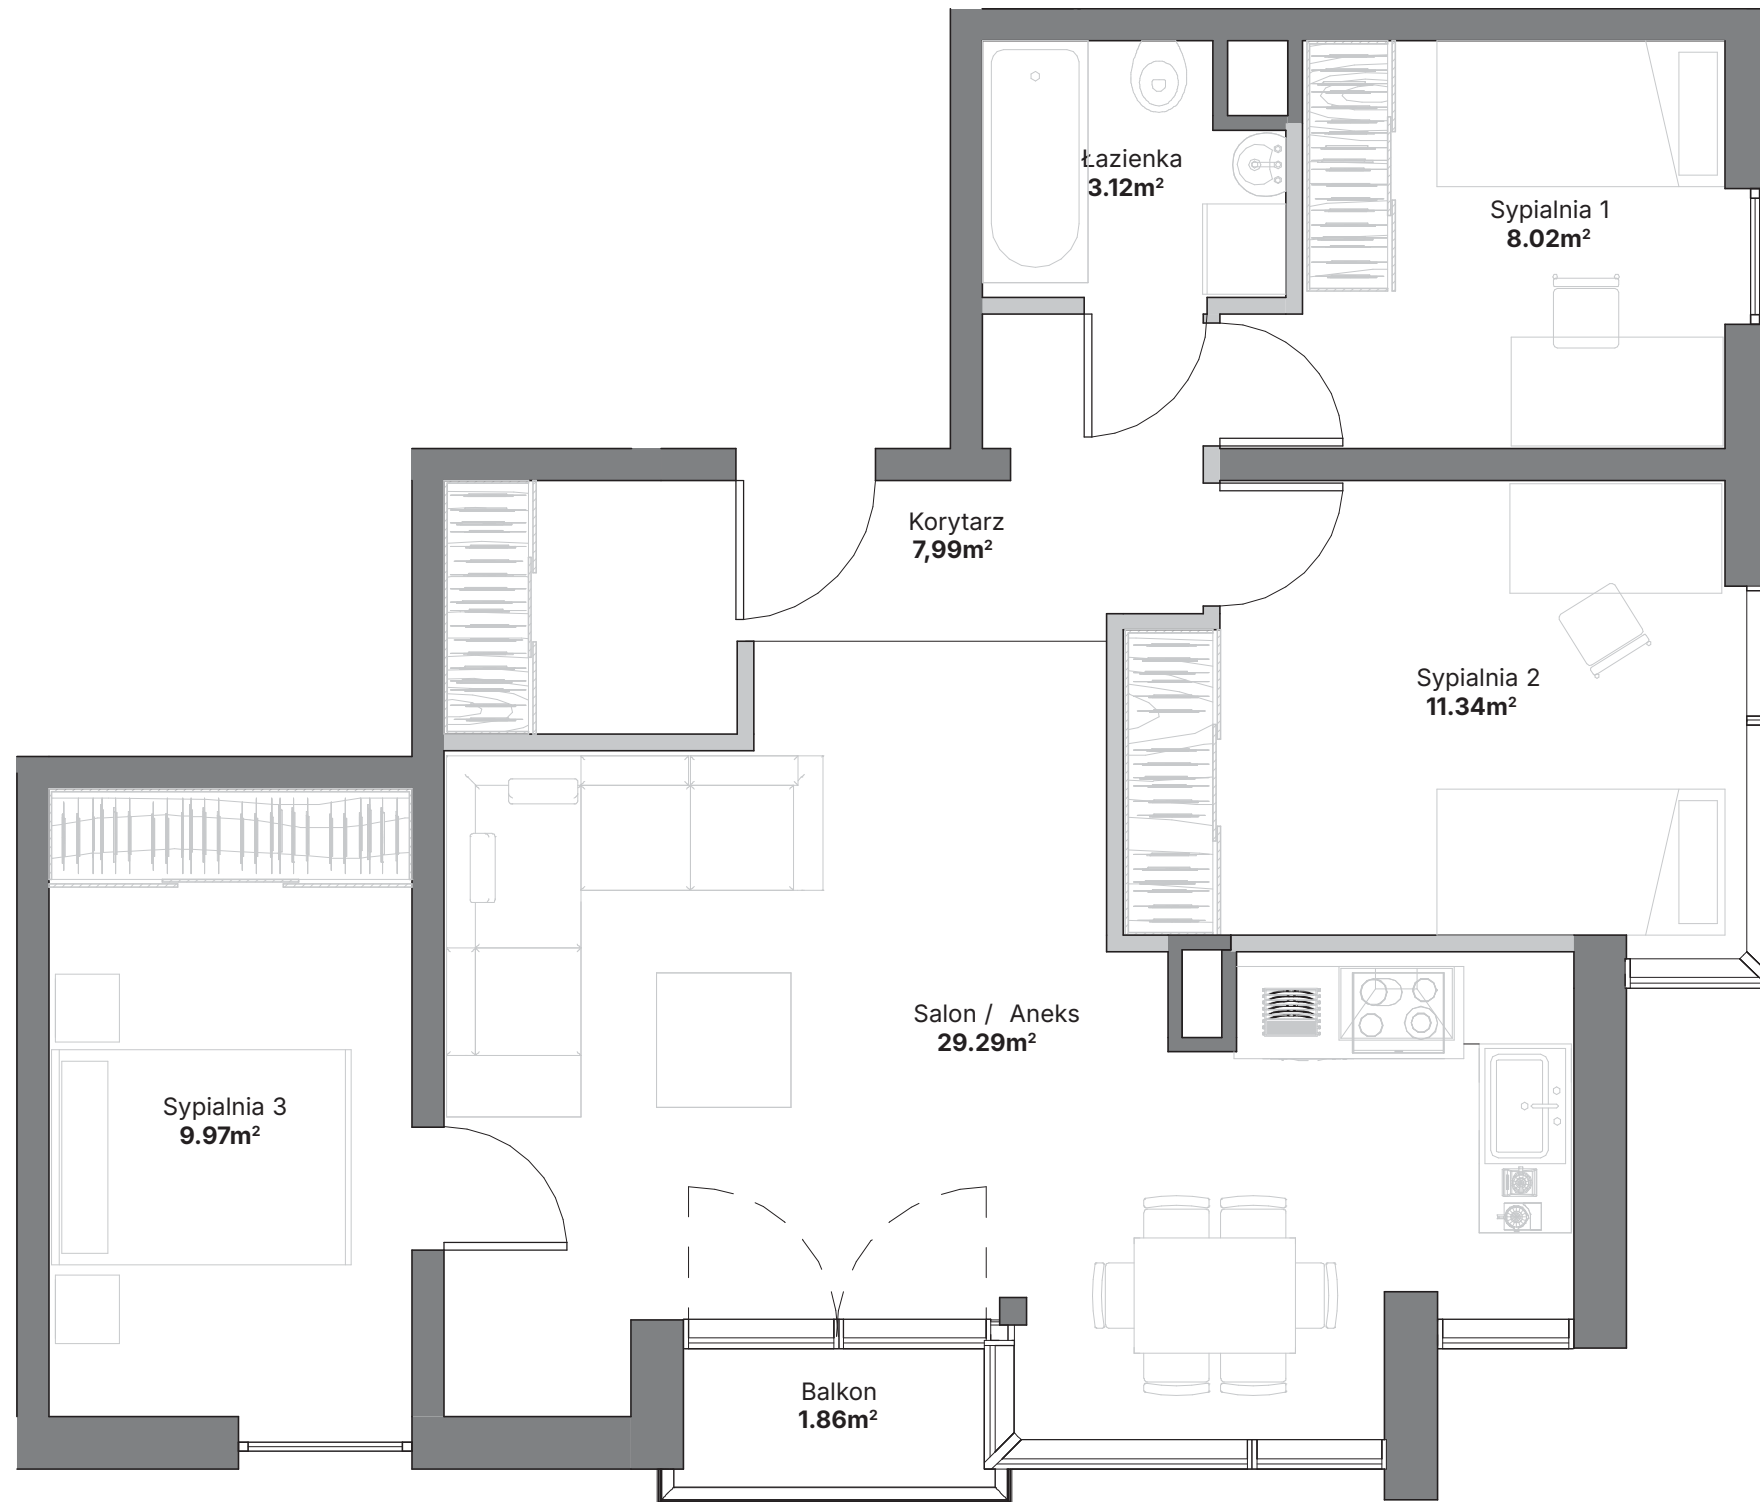 Łazienka
3.12m²
Sypialnia 1
8.02m²
Korytarz
7,99m²
Sypialnia 2
11.34m²
Salon / Aneks
29.29m²
Sypialnia 3
9.97m²
Balkon
1.86m²